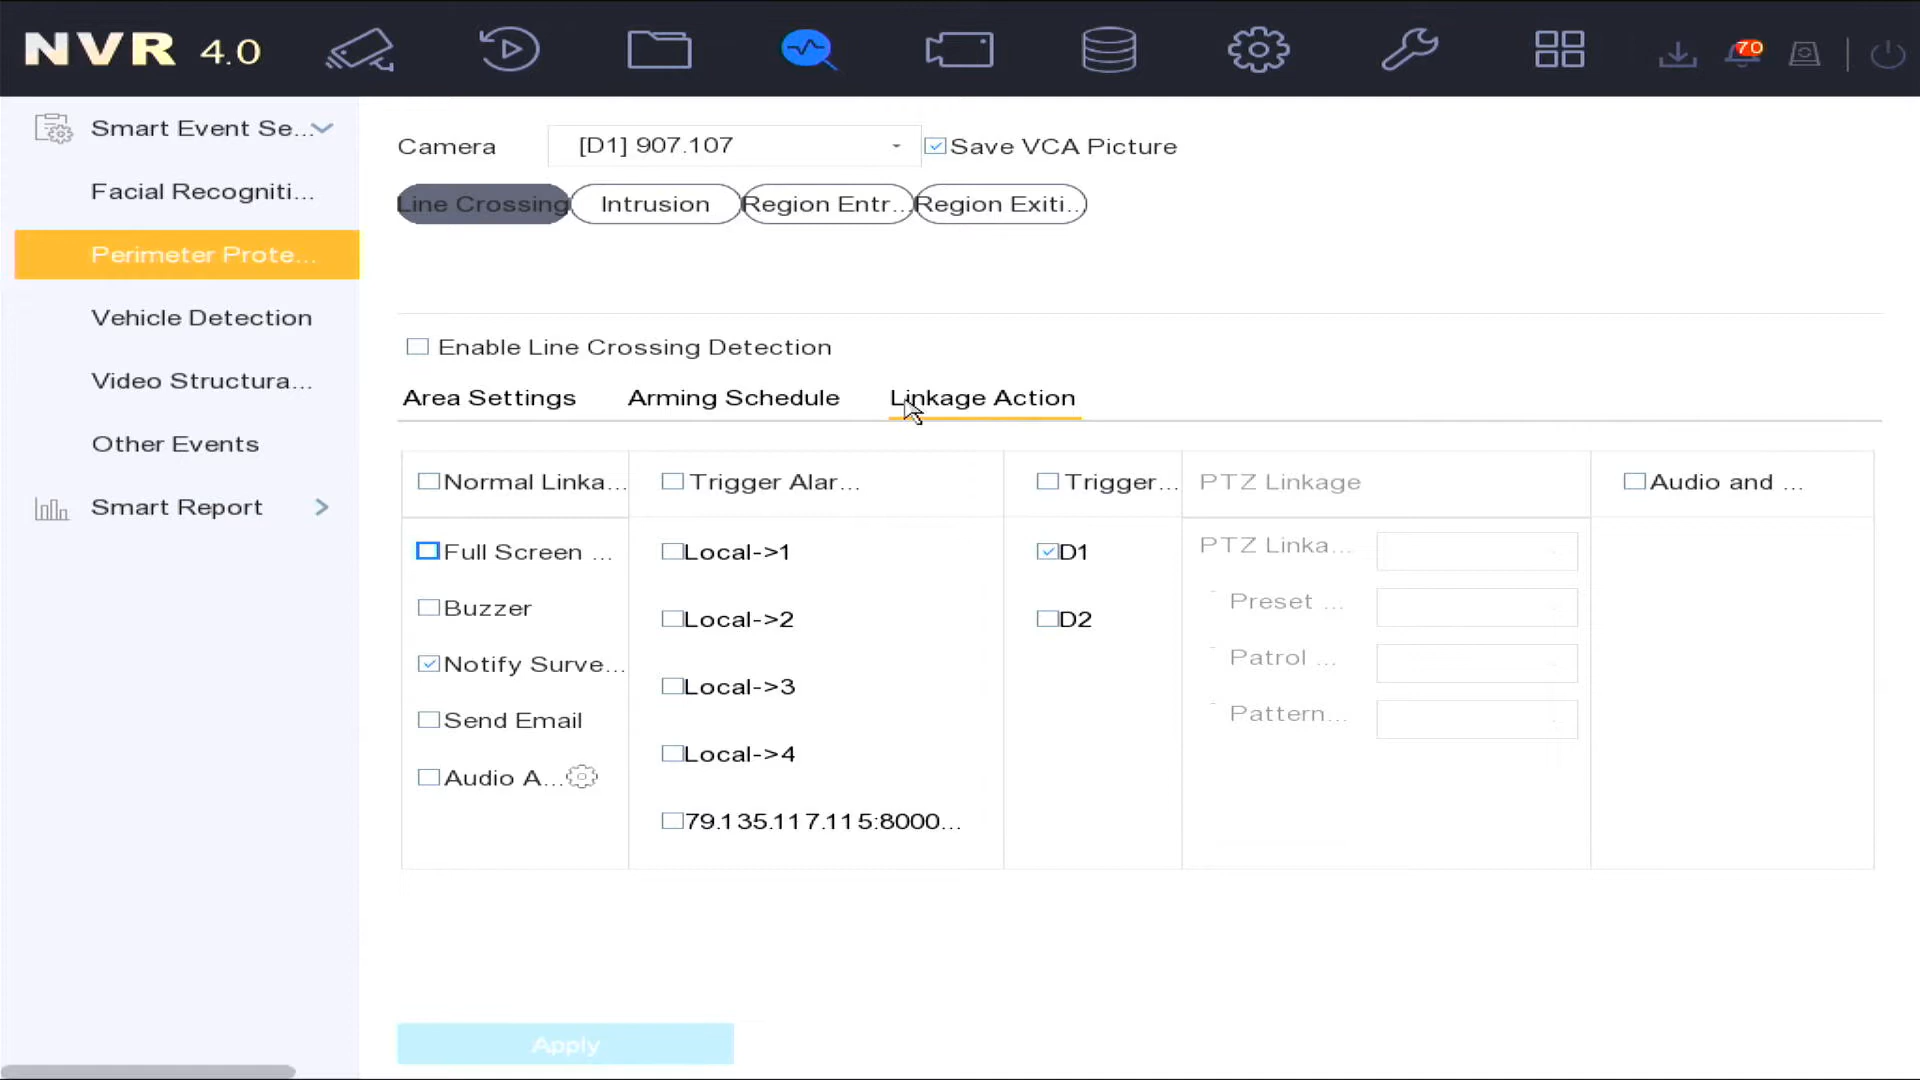 NVR 4.0
70
Smart Event Se...
Facial Recogniti...
Perimeter Prote...
Vehicle Detection
Video Structura...
Other Events
Smart Report
Camera [D1] 907.107 Save VCA Picture
Line Crossing Intrusion Region Entr... Region Exiti...
Enable Line Crossing Detection
Area Settings Arming Schedule Linkage Action
Normal Linka... Trigger Alar... Trigger... PTZ Linkage Audio and ...
Full Screen ... Local->1 D1 PTZ Linka...
Buzzer Local->2 D2 Preset ...
Notify Surve... Local->3 Patrol ...
Send Email Local->4 Pattern...
Audio A... 79.135.117.115:8000...
Apply